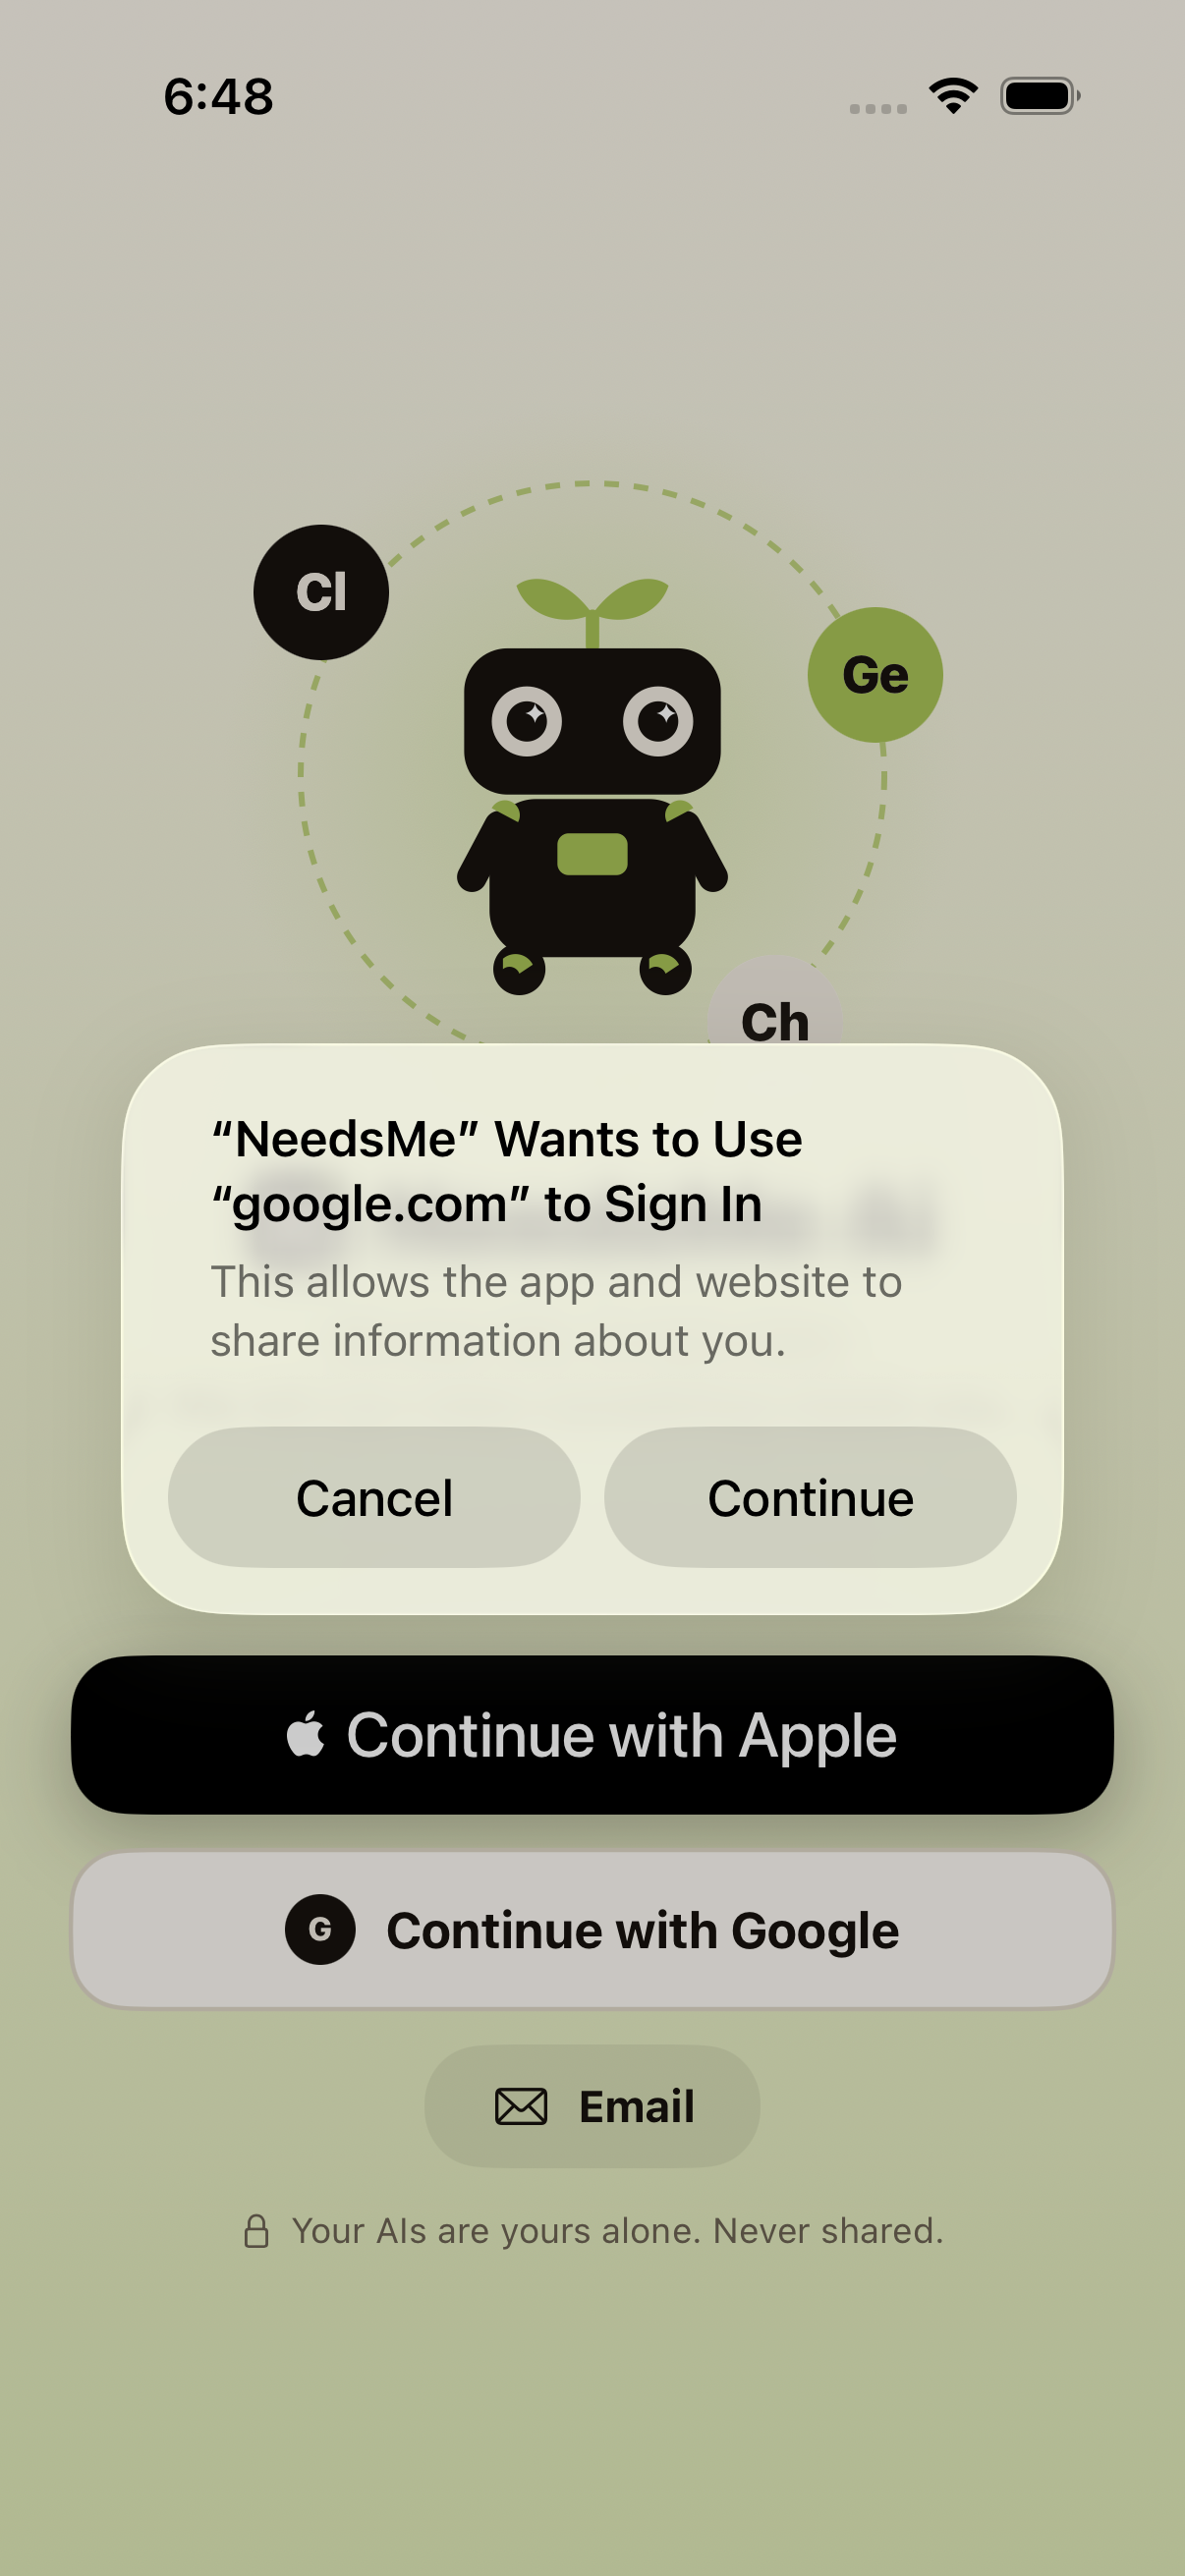 6:48
Cl
Ge
Ch
“NeedsMe” Wants to Use
“google.com” to Sign In
This allows the app and website to
share information about you.
Cancel
Continue
Continue with Apple
G
Continue with Google
Email
Your AIs are yours alone. Never shared.